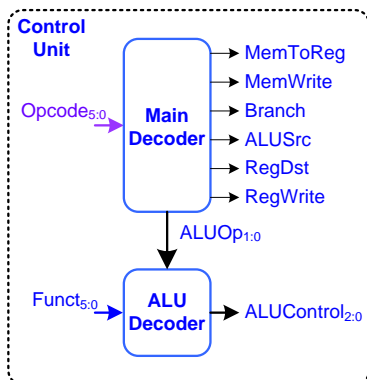 Control
Unit
MemToReg
MemWrite
Branch
ALUSrc
RegDst
RegWrite
Opcode5:0
Main
Decoder
ALUOp1:0
Funct5:0
ALU
Decoder
ALUControl2:0